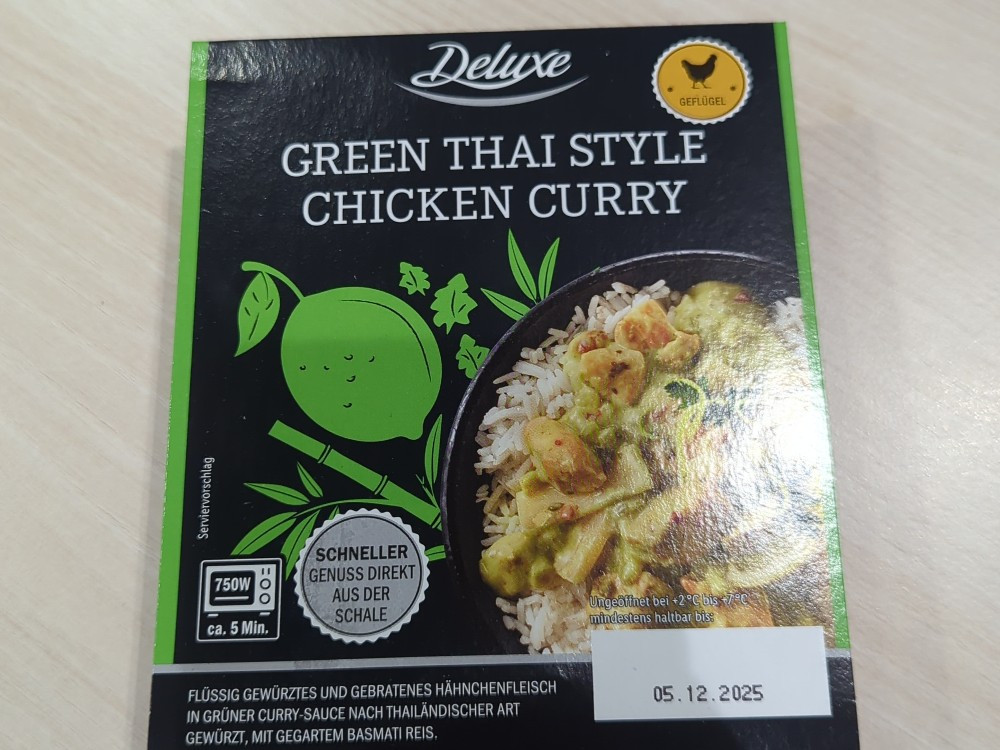 Deluxe
GEFLÜGEL
GREEN THAI STYLE
CHICKEN CURRY
Serviervorschlag
750W
ca. 5 Min.
SCHNELLER
GENUSS DIREKT
AUS DER
SCHALE
Ungeöffnet bei +2°C bis +7°C
mindestens haltbar bis:
05.12.2025
FLÜSSIG GEWÜRZTES UND GEBRATENES HÄHNCHENFLEISCH
IN GRÜNER CURRY-SAUCE NACH THAILÄNDISCHER ART
GEWÜRZT, MIT GEGARTEM BASMATI REIS.